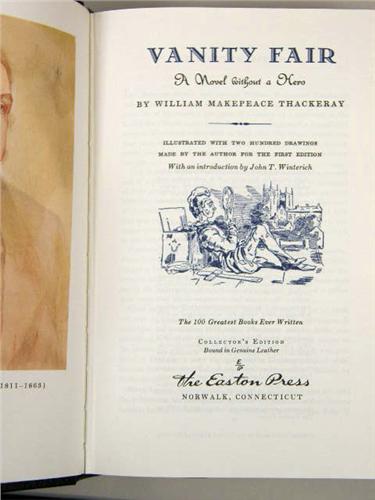 VANITY FAIR
A Novel without a Hero
BY WILLIAM MAKEPEACE THACKERAY
ILLUSTRATED WITH TWO HUNDRED DRAWINGS
MADE BY THE AUTHOR FOR THE FIRST EDITION
With an introduction by John T. Winterich
The 100 Greatest Books Ever Written
COLLECTOR'S EDITION
Bound in Genuine Leather
E/P
The Easton Press
NORWALK, CONNECTICUT
1811–1863)